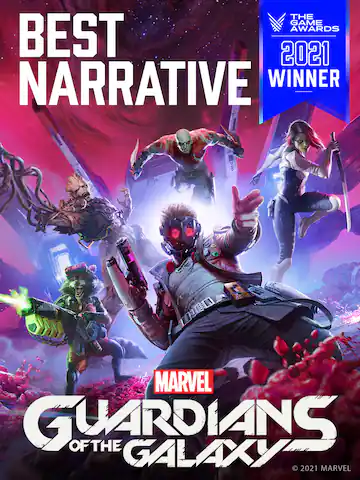 BEST
NARRATIVE
THE
GAME
AWARDS
2021
WINNER
MARVEL
GUARDIANS
OF THE
GALAXY
© 2021 MARVEL